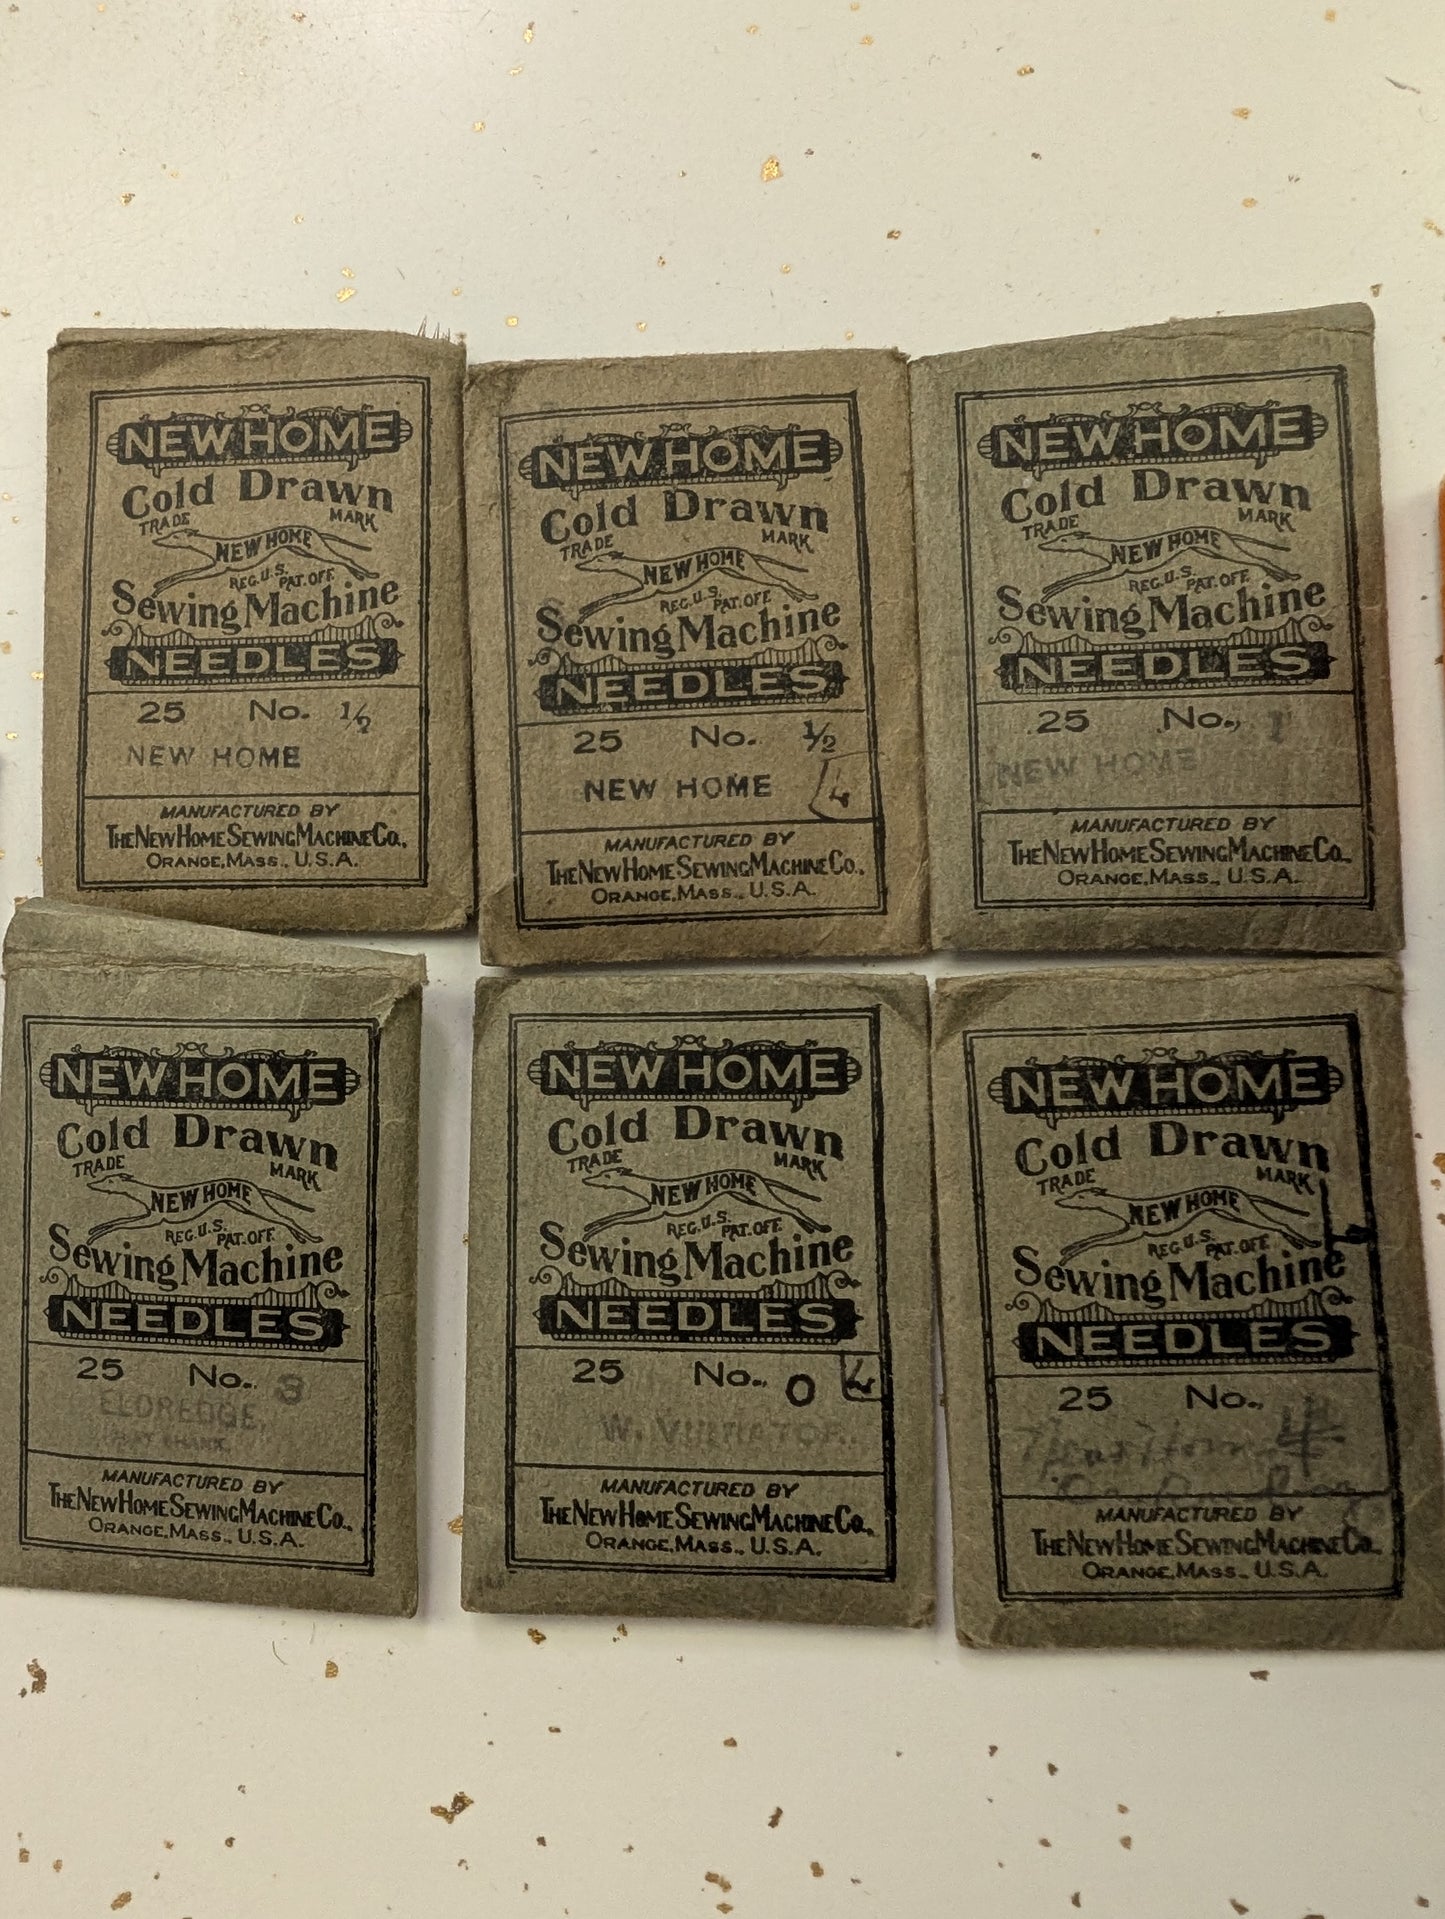 NEW HOME
Cold Drawn
TRADE MARK
NEW HOME
REG. U.S. PAT. OFF.
Sewing Machine
NEEDLES
25 No. 1/2
NEW HOME
MANUFACTURED BY
THE NEW HOME SEWING MACHINE CO.,
ORANGE, MASS., U.S.A.
NEW HOME
Cold Drawn
TRADE MARK
NEW HOME
REG. U.S. PAT. OFF.
Sewing Machine
NEEDLES
25 No. 1/2
NEW HOME 4
MANUFACTURED BY
THE NEW HOME SEWING MACHINE CO.,
ORANGE, MASS., U.S.A.
NEW HOME
Cold Drawn
TRADE MARK
NEW HOME
REG. U.S. PAT. OFF.
Sewing Machine
NEEDLES
25 No. 1
NEW HOME
MANUFACTURED BY
THE NEW HOME SEWING MACHINE CO.,
ORANGE, MASS., U.S.A.
NEW HOME
Cold Drawn
TRADE MARK
NEW HOME
REG. U.S. PAT. OFF.
Sewing Machine
NEEDLES
25 No. 3
ELDREDGE,
SHANK.
MANUFACTURED BY
THE NEW HOME SEWING MACHINE CO.,
ORANGE, MASS., U.S.A.
NEW HOME
Cold Drawn
TRADE MARK
NEW HOME
REG. U.S. PAT. OFF.
Sewing Machine
NEEDLES
25 No. 0 4
W. VIBRATOR.
MANUFACTURED BY
THE NEW HOME SEWING MACHINE CO.,
ORANGE, MASS., U.S.A.
NEW HOME
Cold Drawn
TRADE MARK
NEW HOME
REG. U.S. PAT. OFF.
Sewing Machine
NEEDLES
25 No. 4
New Home
MANUFACTURED BY
THE NEW HOME SEWING MACHINE CO.,
ORANGE, MASS., U.S.A.